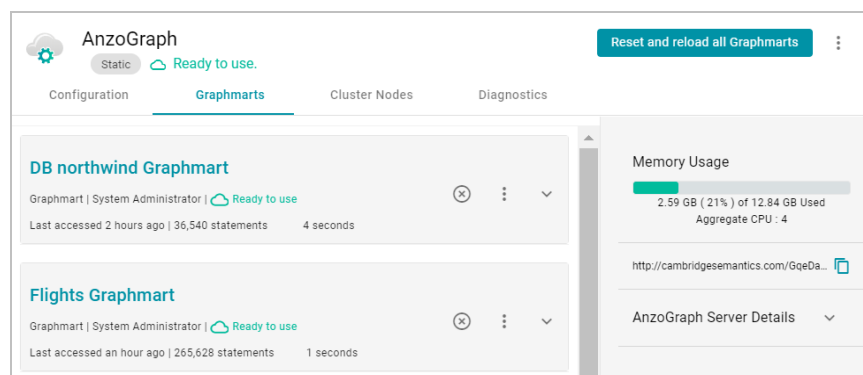 AnzoGraph
Static Ready to use.
Reset and reload all Graphmarts
Configuration Graphmarts Cluster Nodes Diagnostics
DB northwind Graphmart
Graphmart | System Administrator | Ready to use
Last accessed 2 hours ago | 36,540 statements 4 seconds
Flights Graphmart
Graphmart | System Administrator | Ready to use
Last accessed an hour ago | 265,628 statements 1 seconds
Memory Usage
2.59 GB ( 21% ) of 12.84 GB Used
Aggregate CPU : 4
http://cambridgesemantics.com/GqeDa...
AnzoGraph Server Details